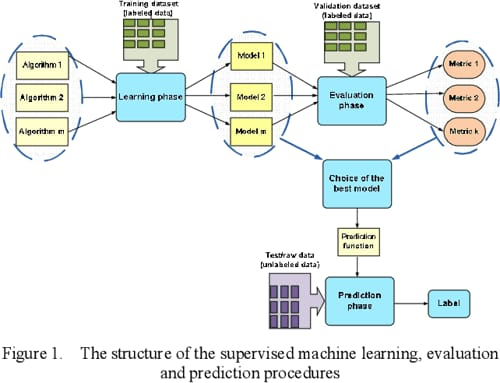 Training dataset
(labeled data)
Validation dataset
(labeled data)
Algorithm 1
Algorithm 2
Algorithm m
Learning phase
Model 1
Model 2
Model m
Evaluation
phase
Metric 1
Metric 2
Metric k
Choice of the
best model
Prediction
function
Test/raw data
(unlabeled data)
Prediction
phase
Label
Figure 1. The structure of the supervised machine learning, evaluation
and prediction procedures